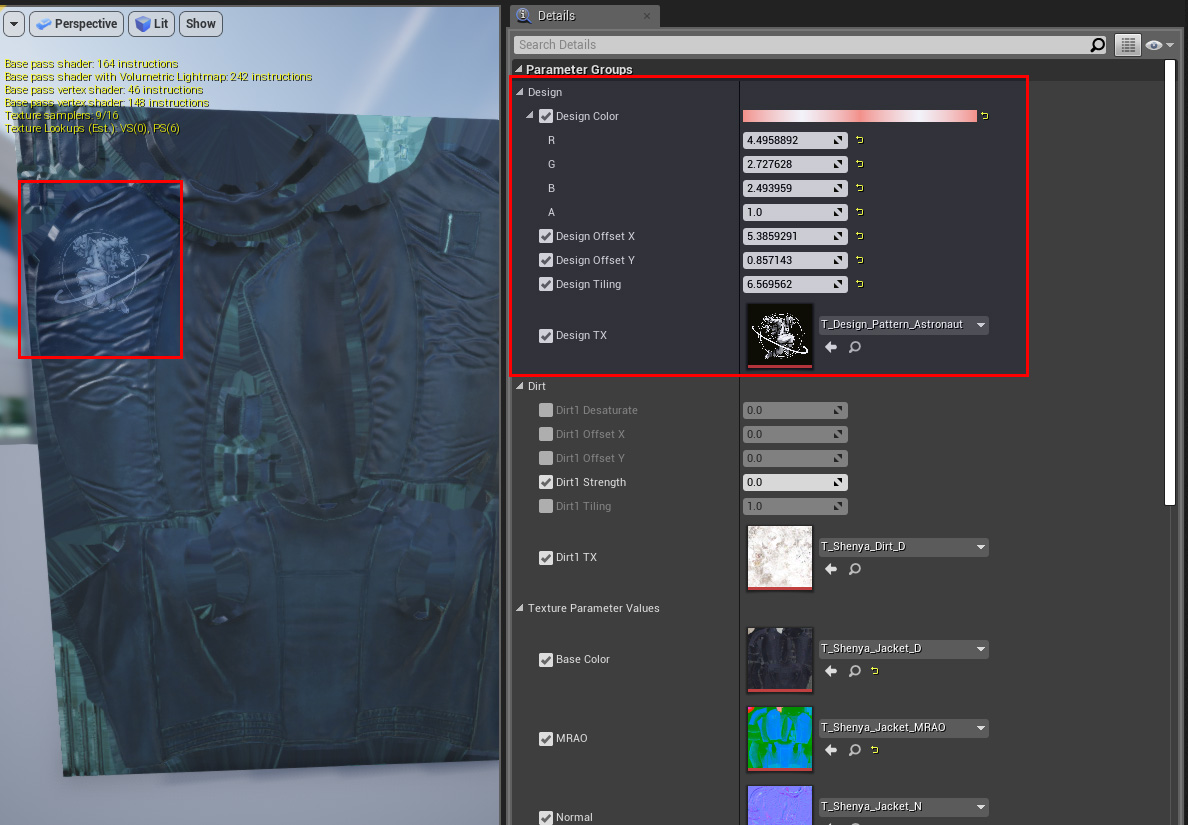 Perspective
Lit
Show
Base pass shader: 164 instructions
Base pass shader with Volumetric Lightmap: 242 instructions
Base pass vertex shader: 46 instructions
Base pass vertex shader: 148 instructions
Texture samplers: 9/16
Texture Lookups (Est.): VS(0), PS(6)
Details
Search Details
Parameter Groups
Design
Design Color
R 4.4958892
G 2.727628
B 2.493959
A 1.0
Design Offset X 5.3859291
Design Offset Y 0.857143
Design Tiling 6.569562
Design TX T_Design_Pattern_Astronaut
Dirt
Dirt1 Desaturate 0.0
Dirt1 Offset X 0.0
Dirt1 Offset Y 0.0
Dirt1 Strength 0.0
Dirt1 Tiling 1.0
Dirt1 TX T_Shenya_Dirt_D
Texture Parameter Values
Base Color T_Shenya_Jacket_D
MRAO T_Shenya_Jacket_MRAO
Normal T_Shenya_Jacket_N